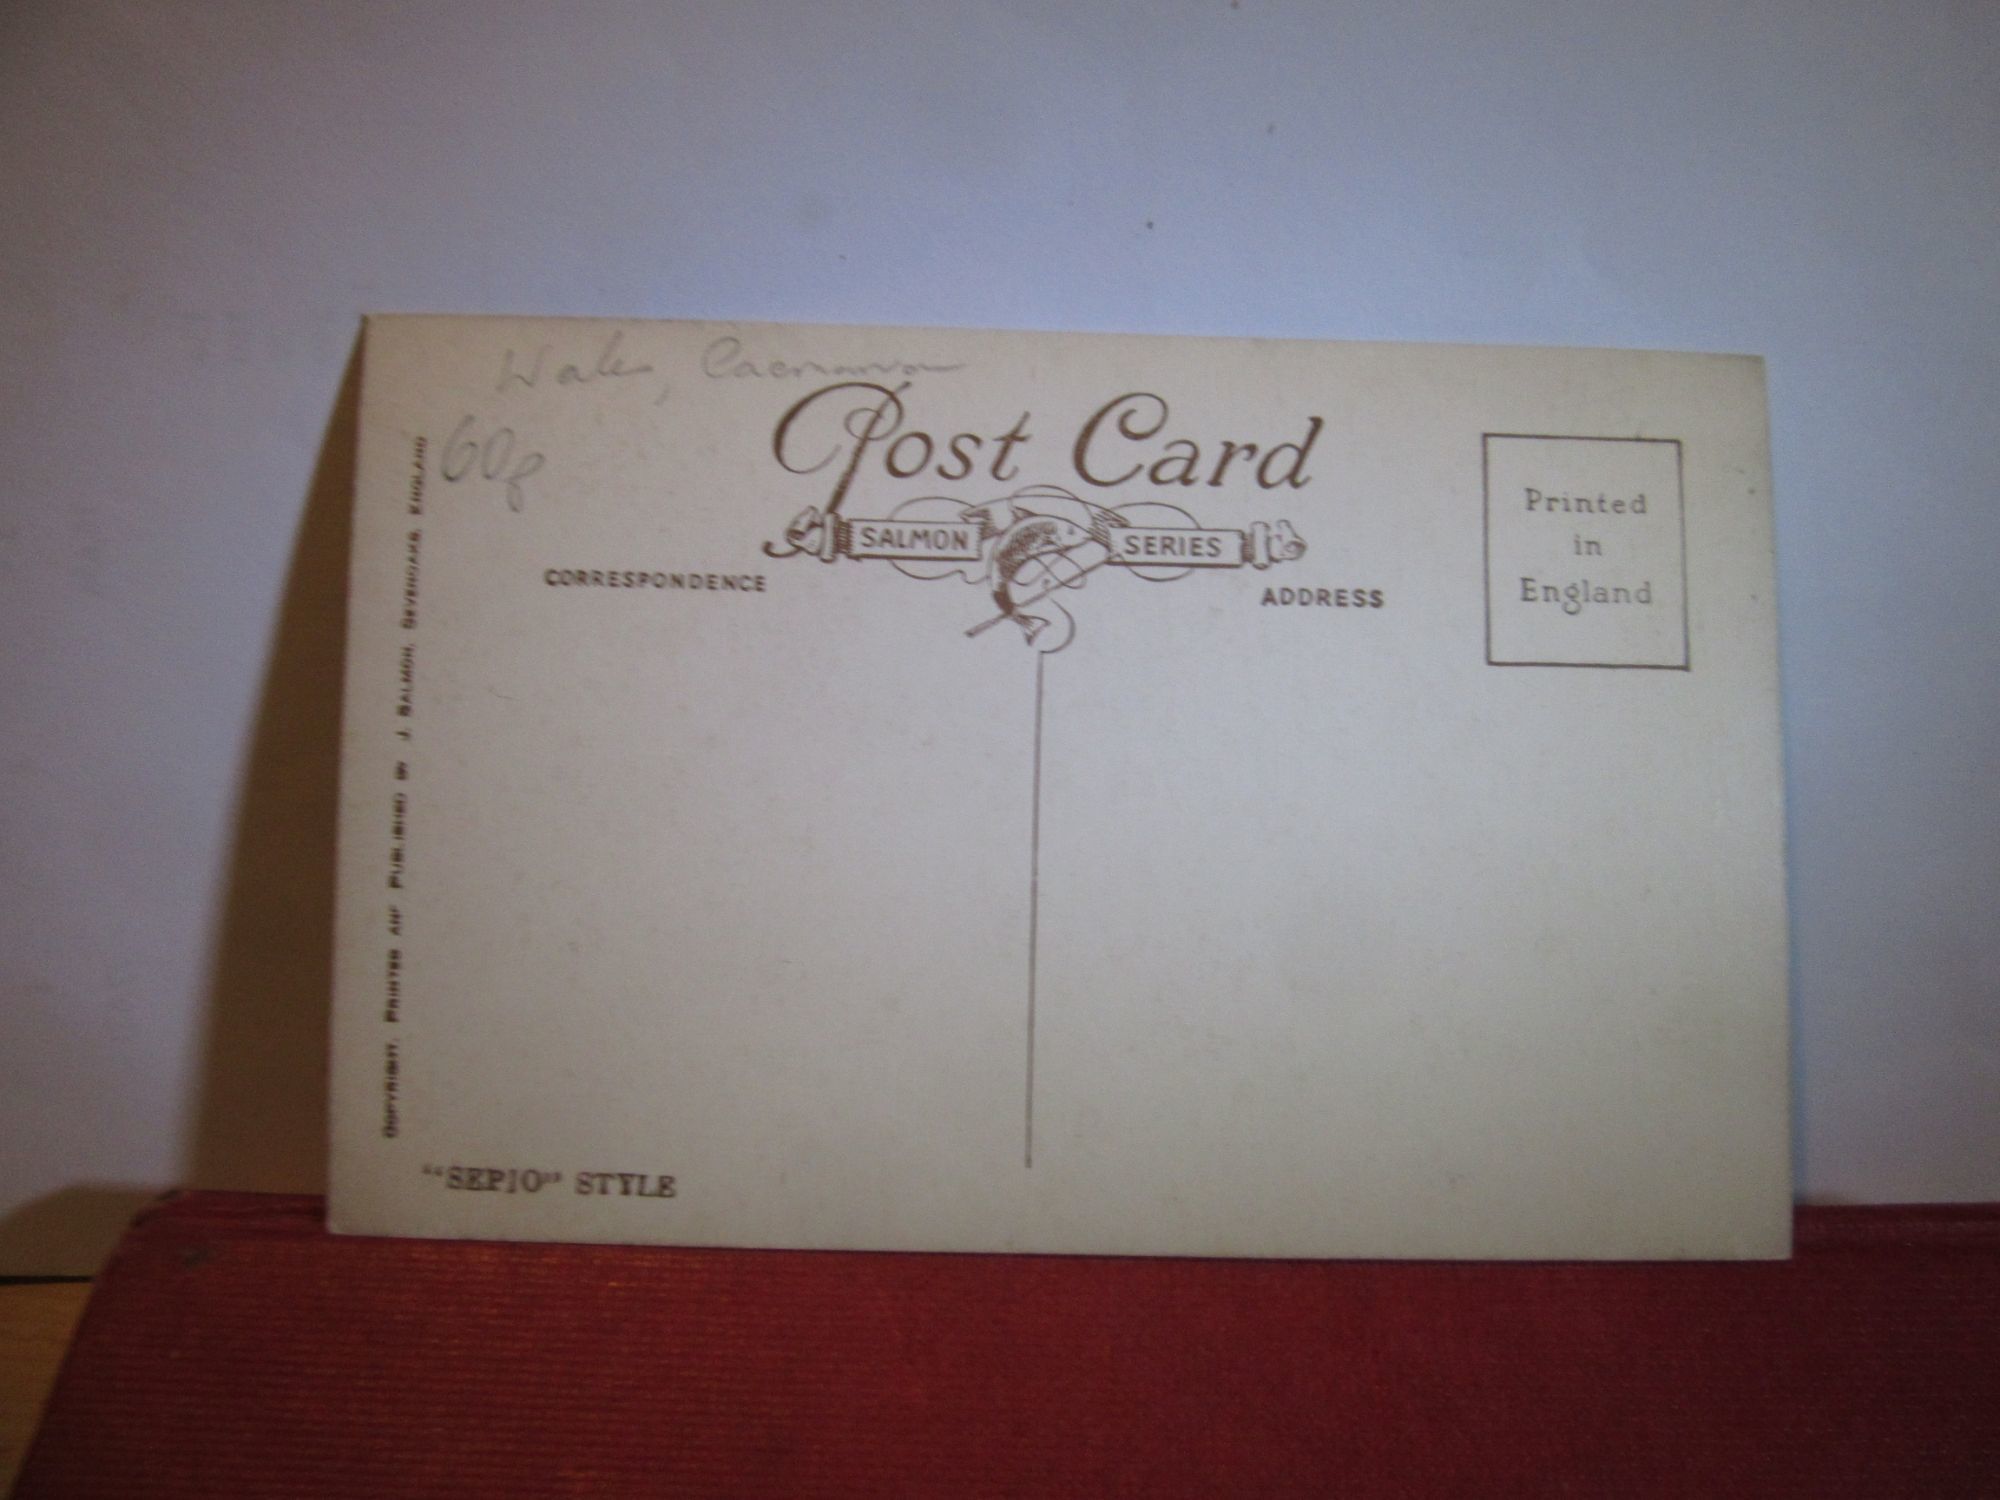 Wales, Caernarvon
60p
Post Card
SALMON SERIES
CORRESPONDENCE
ADDRESS
Printed
in
England
COPYRIGHT. PRINTED AND PUBLISHED BY J. SALMON, SEVENOAKS, ENGLAND
"SEPIO" STYLE